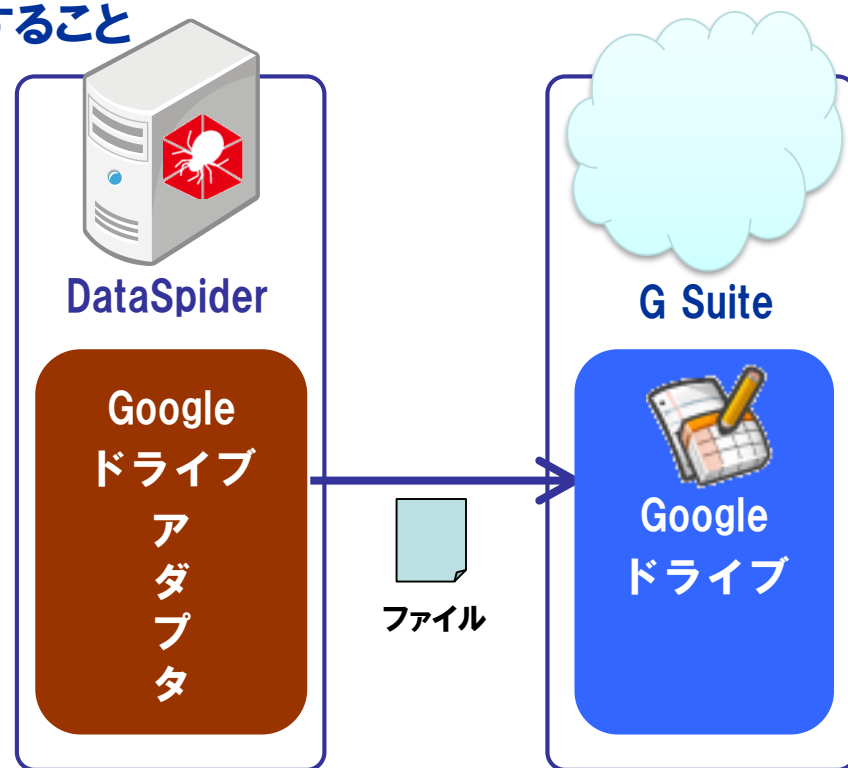 すること
DataSpider
G Suite
Google
ドライブ
ア
ダ
プ
タ
ファイル
Google
ドライブ